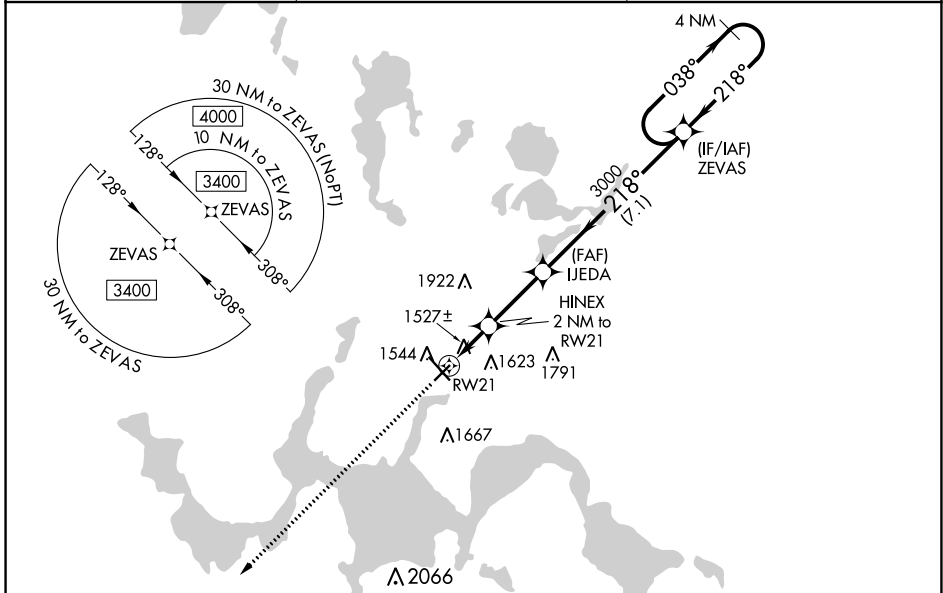 4 NM
038°
218°
(IF/IAF)
ZEVAS
30 NM to ZEVAS (NoPT)
4000
10 NM to ZEVAS
3400
128°
ZEVAS
308°
128°
ZEVAS
3400
308°
30 NM to ZEVAS
3000
218°
(7.1)
(FAF)
IJEDA
HINEX
2 NM to
RW21
1922
1527±
1544
1623
1791
RW21
1667
2066